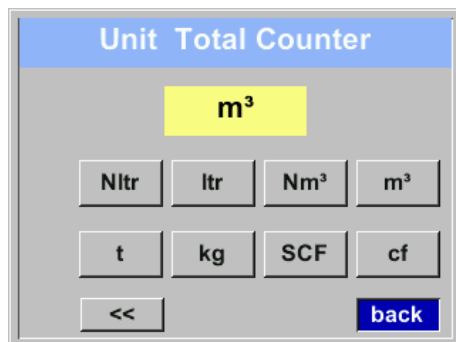 Unit Total Counter
m³
Nltr ltr Nm³ m³
t kg SCF cf
<< back